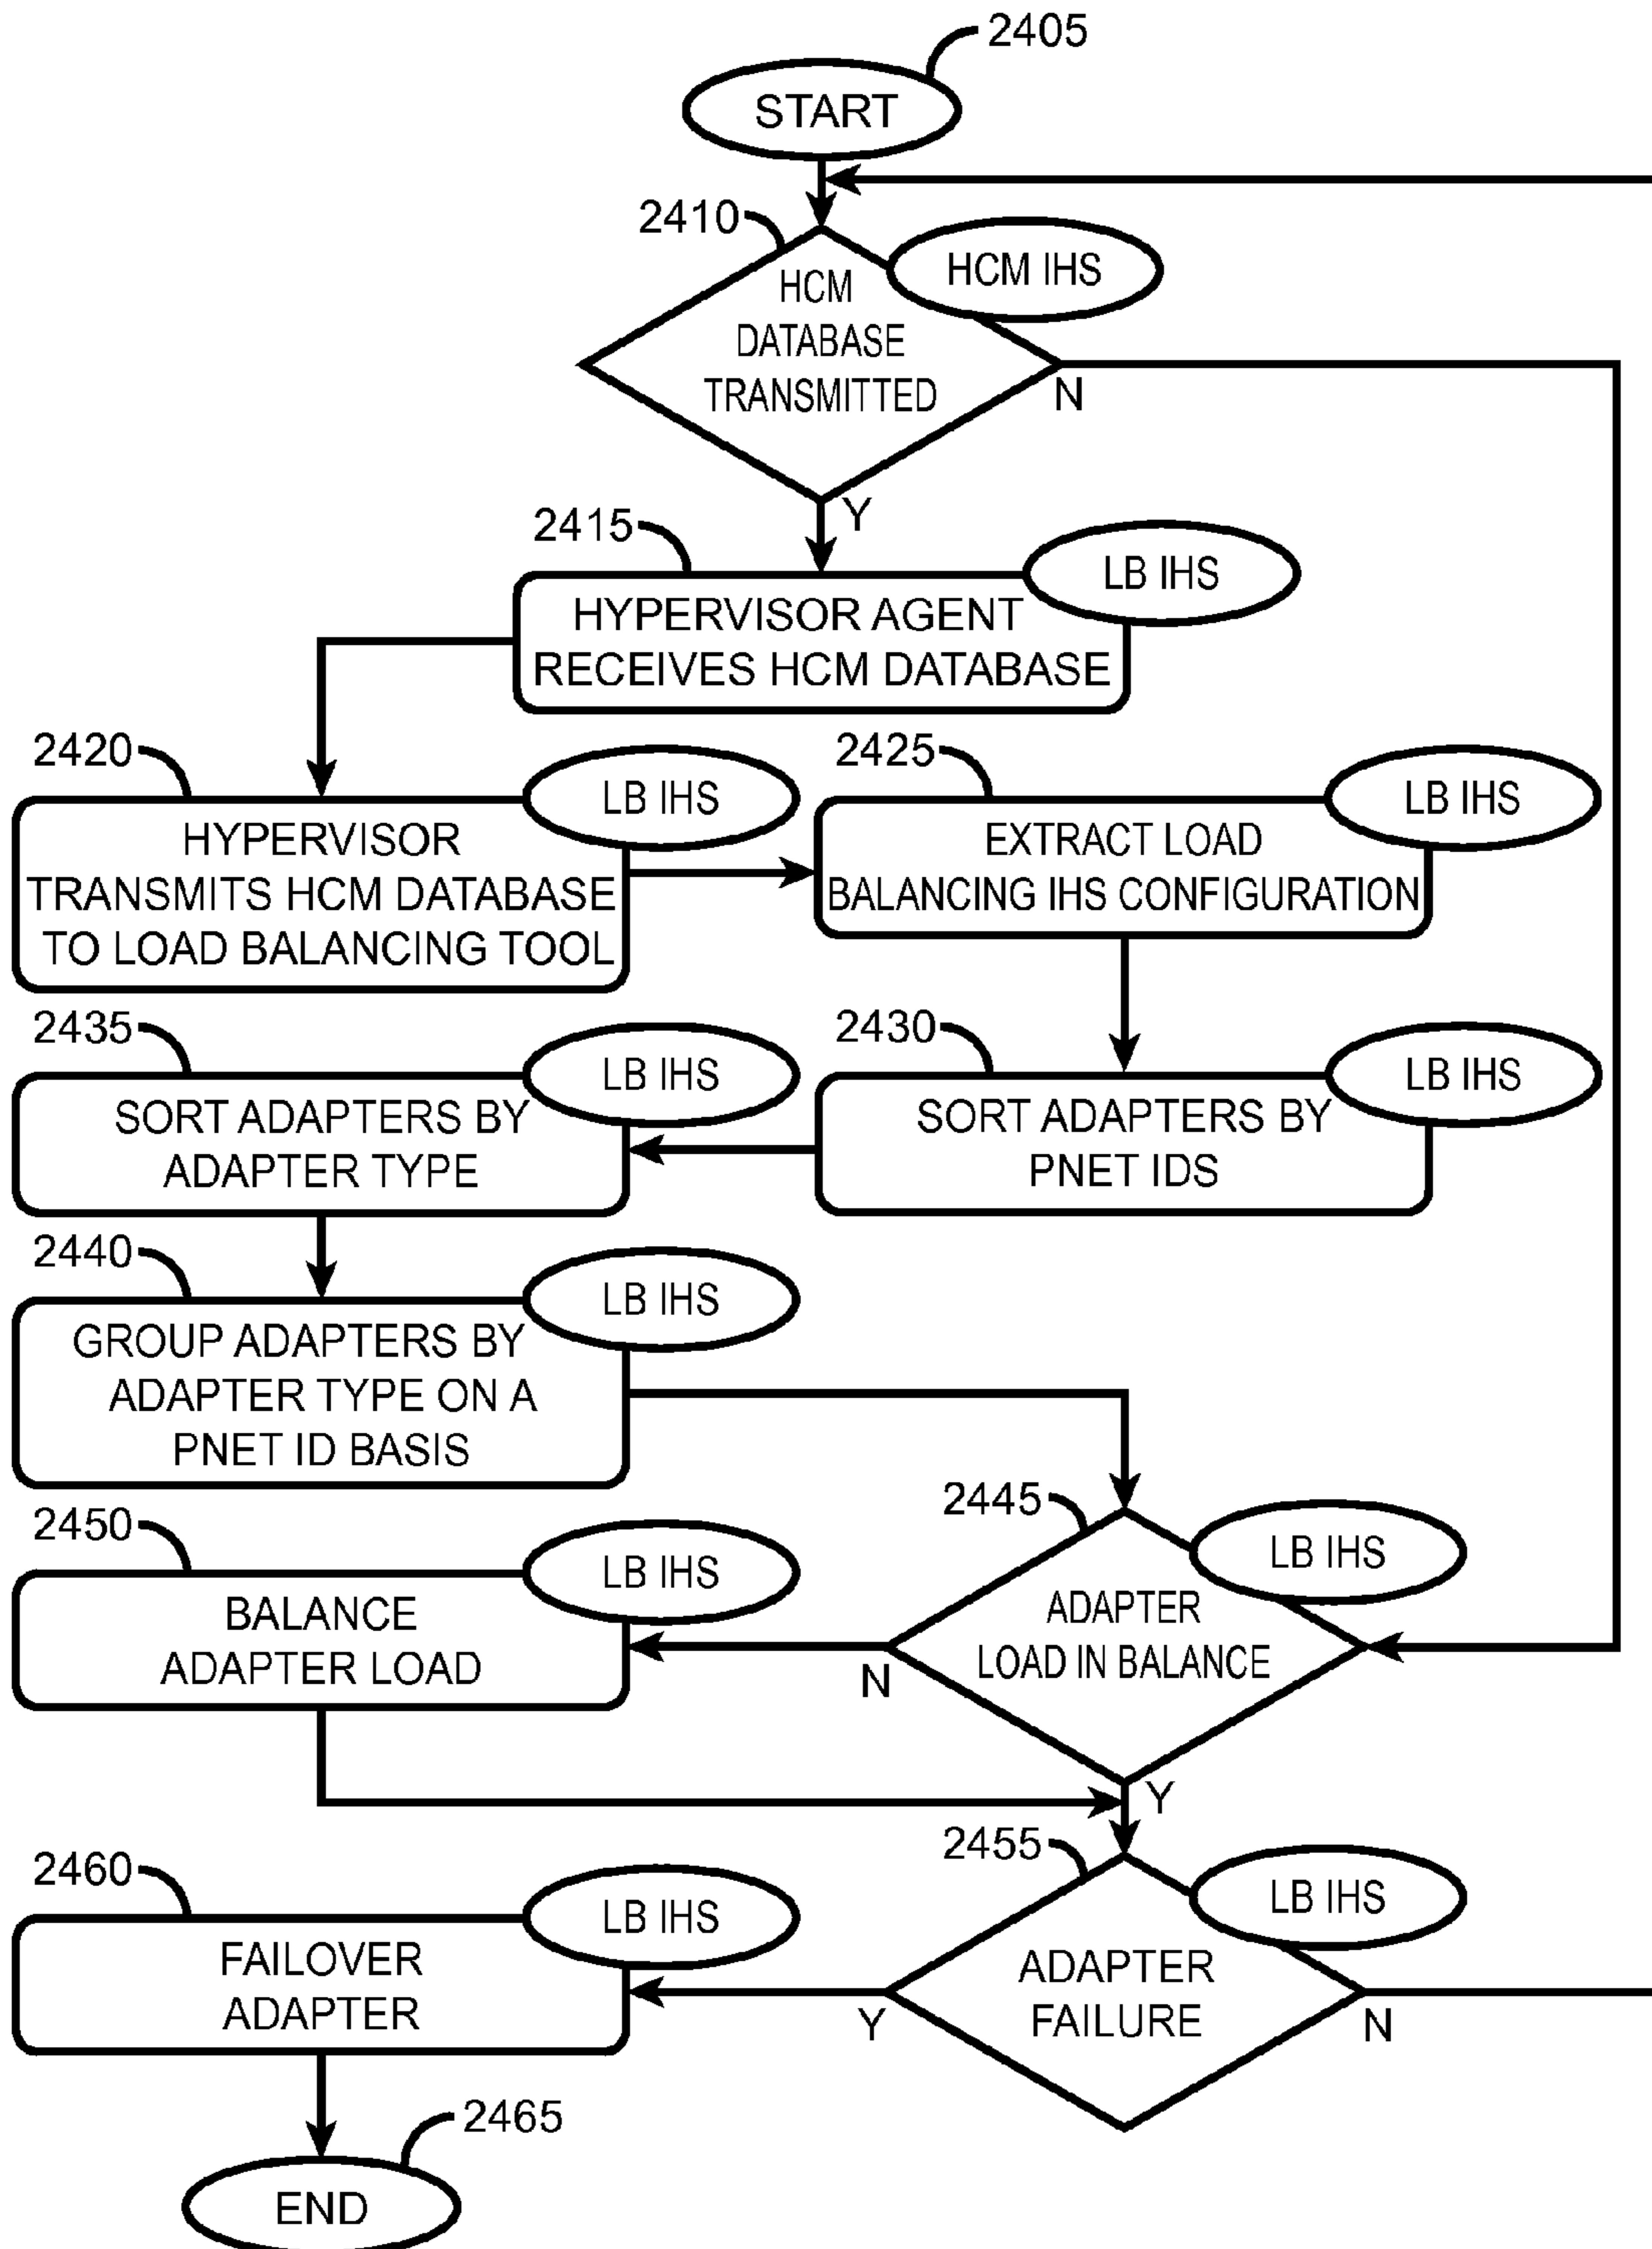 2405
START
2410
HCM IHS
HCM
DATABASE
TRANSMITTED
N
Y
2415
LB IHS
HYPERVISOR AGENT
RECEIVES HCM DATABASE
2420
LB IHS
HYPERVISOR
TRANSMITS HCM DATABASE
TO LOAD BALANCING TOOL
2425
LB IHS
EXTRACT LOAD
BALANCING IHS CONFIGURATION
2435
LB IHS
SORT ADAPTERS BY
ADAPTER TYPE
2430
LB IHS
SORT ADAPTERS BY
PNET IDS
2440
LB IHS
GROUP ADAPTERS BY
ADAPTER TYPE ON A
PNET ID BASIS
2445
LB IHS
ADAPTER
LOAD IN BALANCE
N
Y
2450
LB IHS
BALANCE
ADAPTER LOAD
2455
LB IHS
ADAPTER
FAILURE
Y
N
2460
LB IHS
FAILOVER
ADAPTER
2465
END